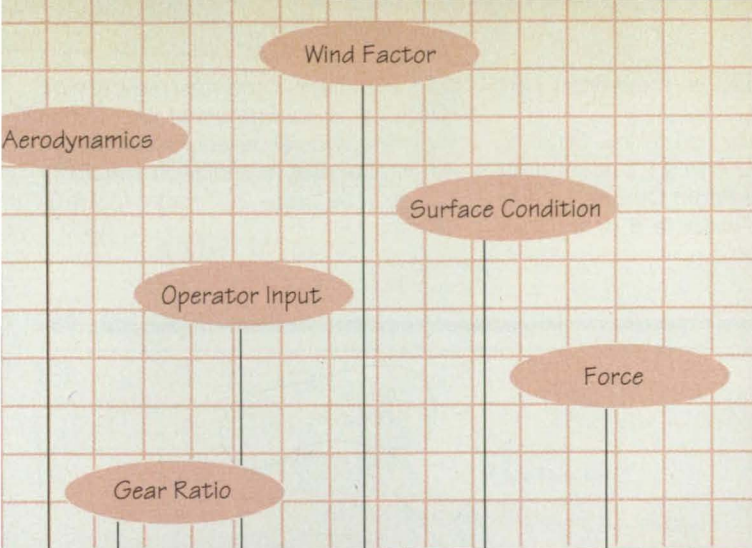 Wind Factor
Aerodynamics
Surface Condition
Operator Input
Force
Gear Ratio